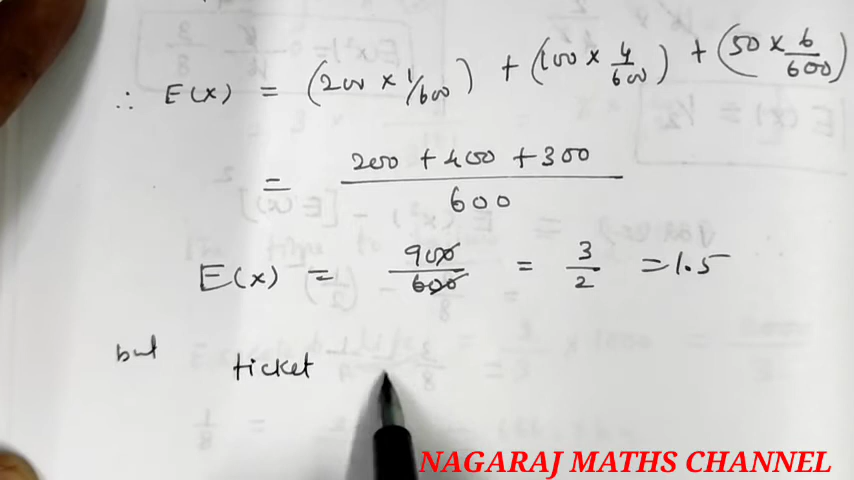 ∴ E(x) = (200 × 1/600) + (100 × 4/600) + (50 × 6/600)
= 200 + 400 + 300 / 600
E(x) = 900/600 = 3/2 = 1.5
but ticket
NAGARAJ MATHS CHANNEL